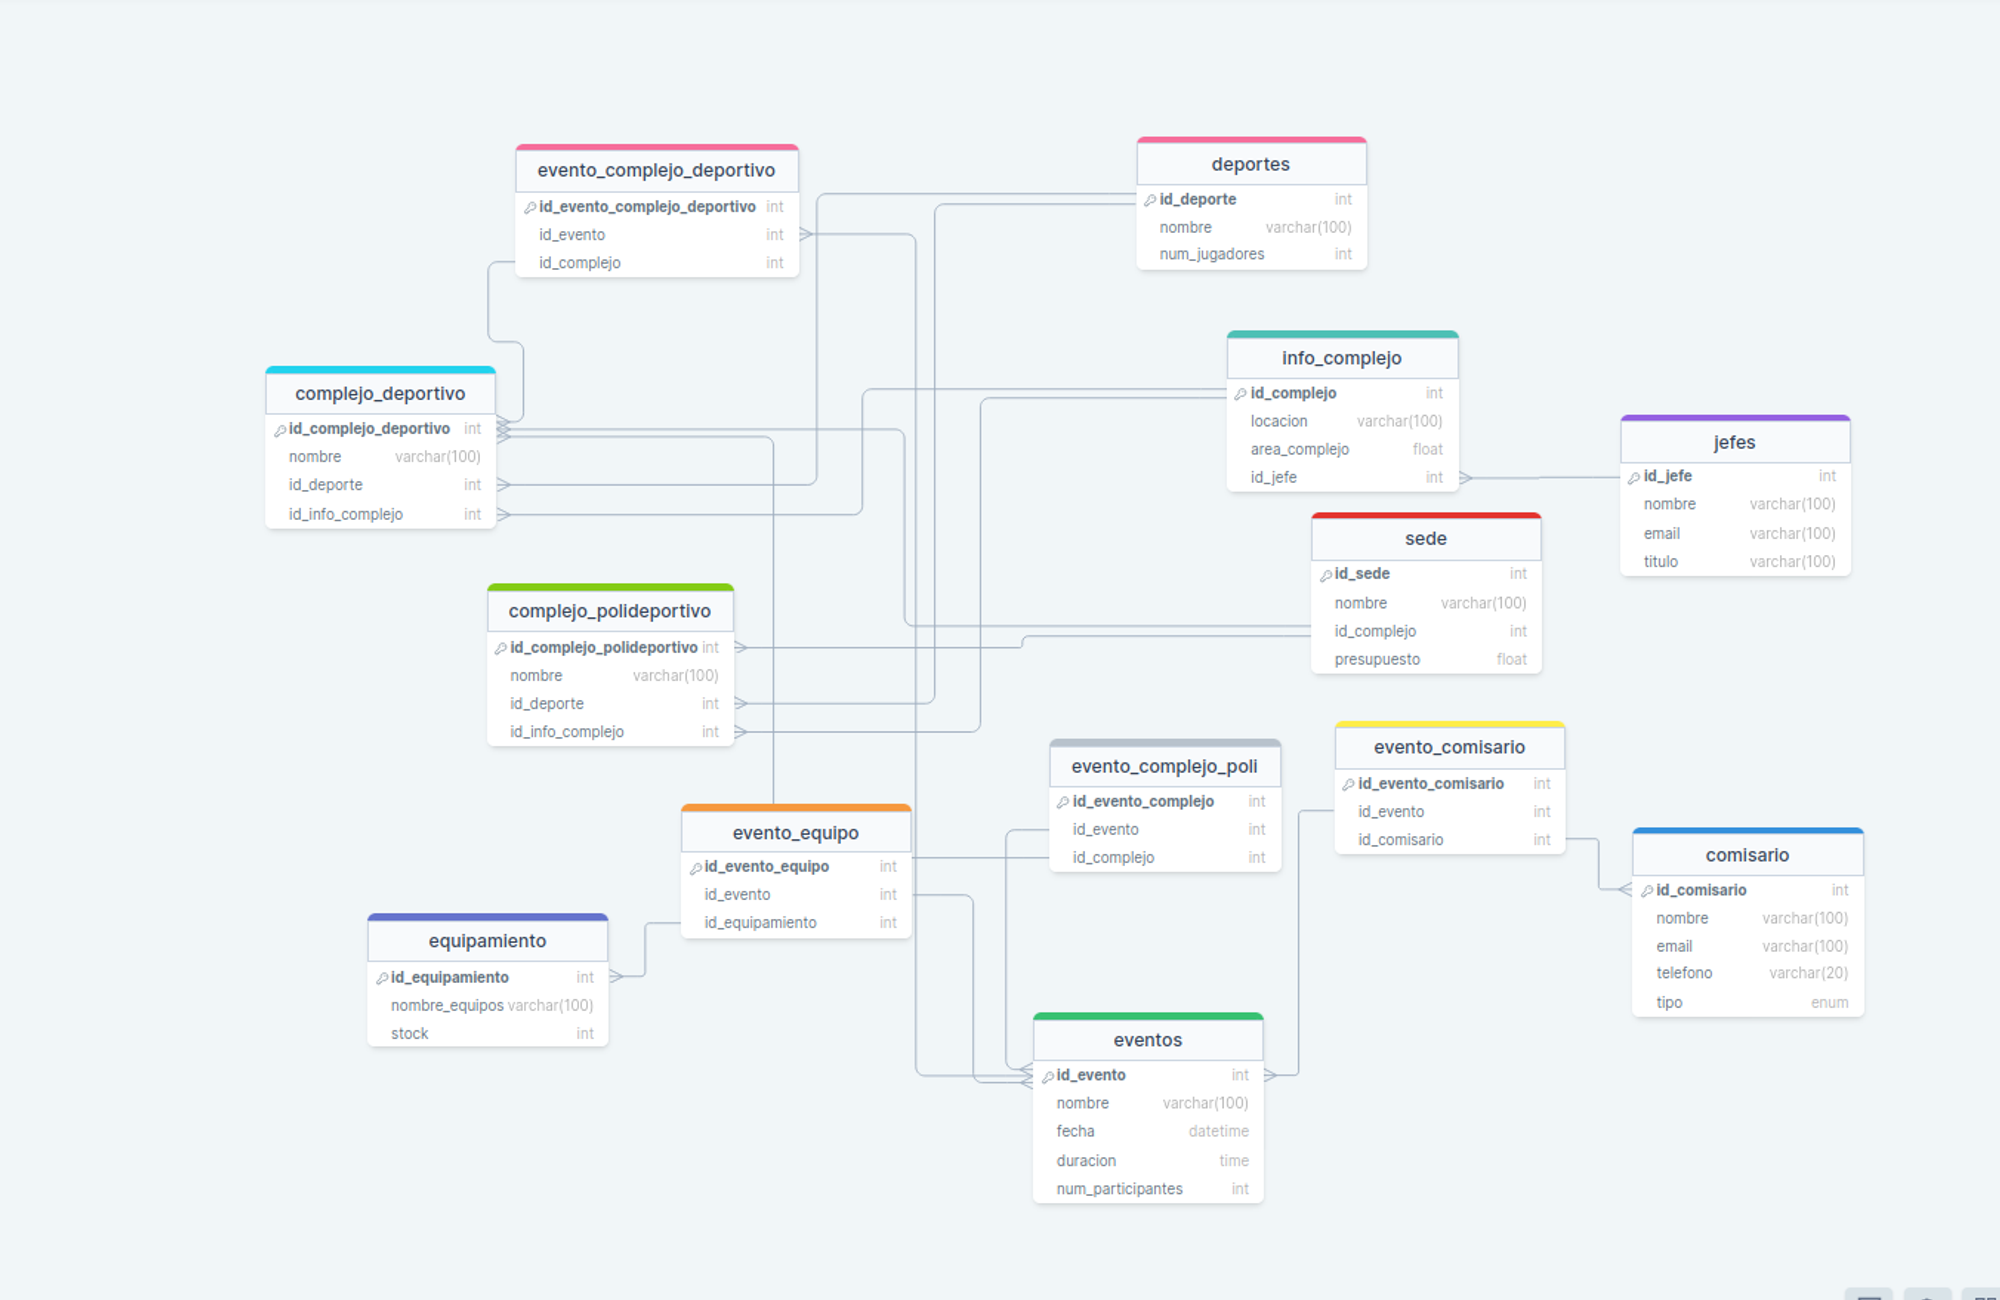 evento_complejo_deportivo
id_evento_complejo_deportivo int
id_evento int
id_complejo int
deportes
id_deporte int
nombre varchar(100)
num_jugadores int
info_complejo
id_complejo int
locacion varchar(100)
area_complejo float
id_jefe int
complejo_deportivo
id_complejo_deportivo int
nombre varchar(100)
id_deporte int
id_info_complejo int
jefes
id_jefe int
nombre varchar(100)
email varchar(100)
titulo varchar(100)
sede
id_sede int
nombre varchar(100)
id_complejo int
presupuesto float
complejo_polideportivo
id_complejo_polideportivo int
nombre varchar(100)
id_deporte int
id_info_complejo int
evento_complejo_poli
id_evento_complejo int
id_evento int
id_complejo int
evento_comisario
id_evento_comisario int
id_evento int
id_comisario int
evento_equipo
id_evento_equipo int
id_evento int
id_equipamiento int
comisario
id_comisario int
nombre varchar(100)
email varchar(100)
telefono varchar(20)
tipo enum
equipamiento
id_equipamiento int
nombre_equipos varchar(100)
stock int
eventos
id_evento int
nombre varchar(100)
fecha datetime
duracion time
num_participantes int